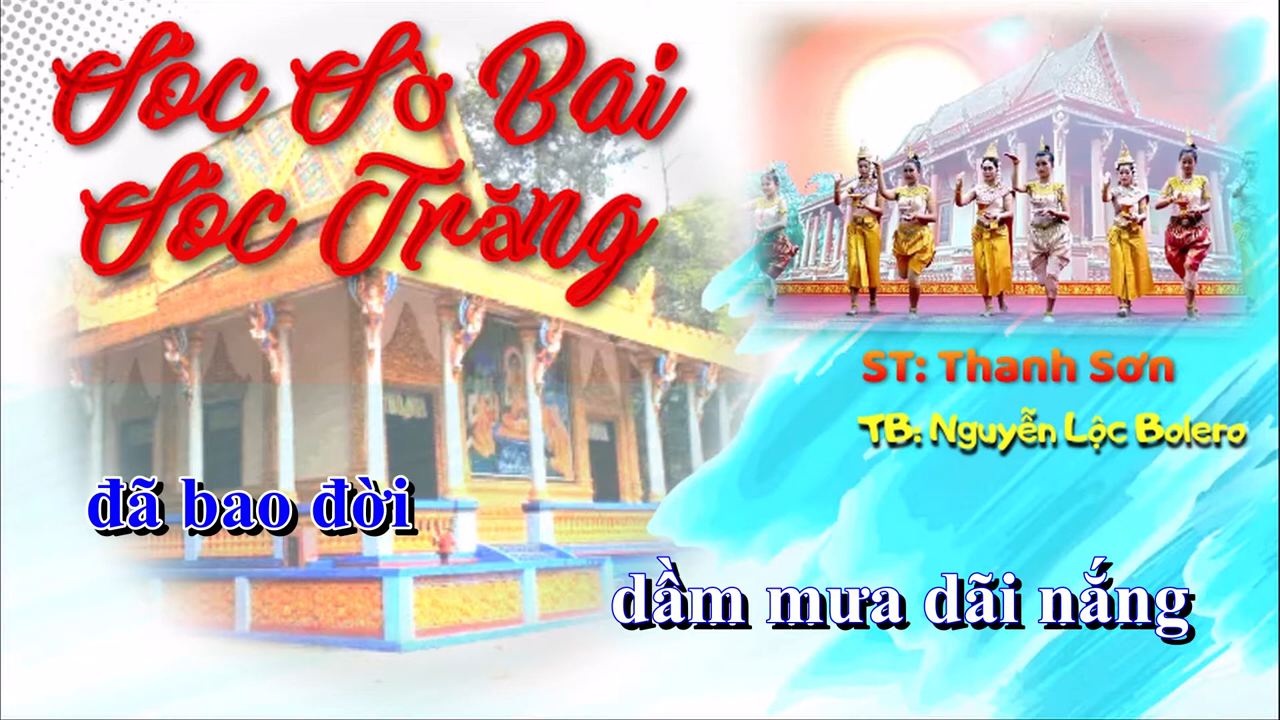 Sóc Sờ Bai
Sóc Trăng
ST: Thanh Sơn
TB: Nguyễn Lộc Bolero
đã bao đời
dầm mưa dãi nắng